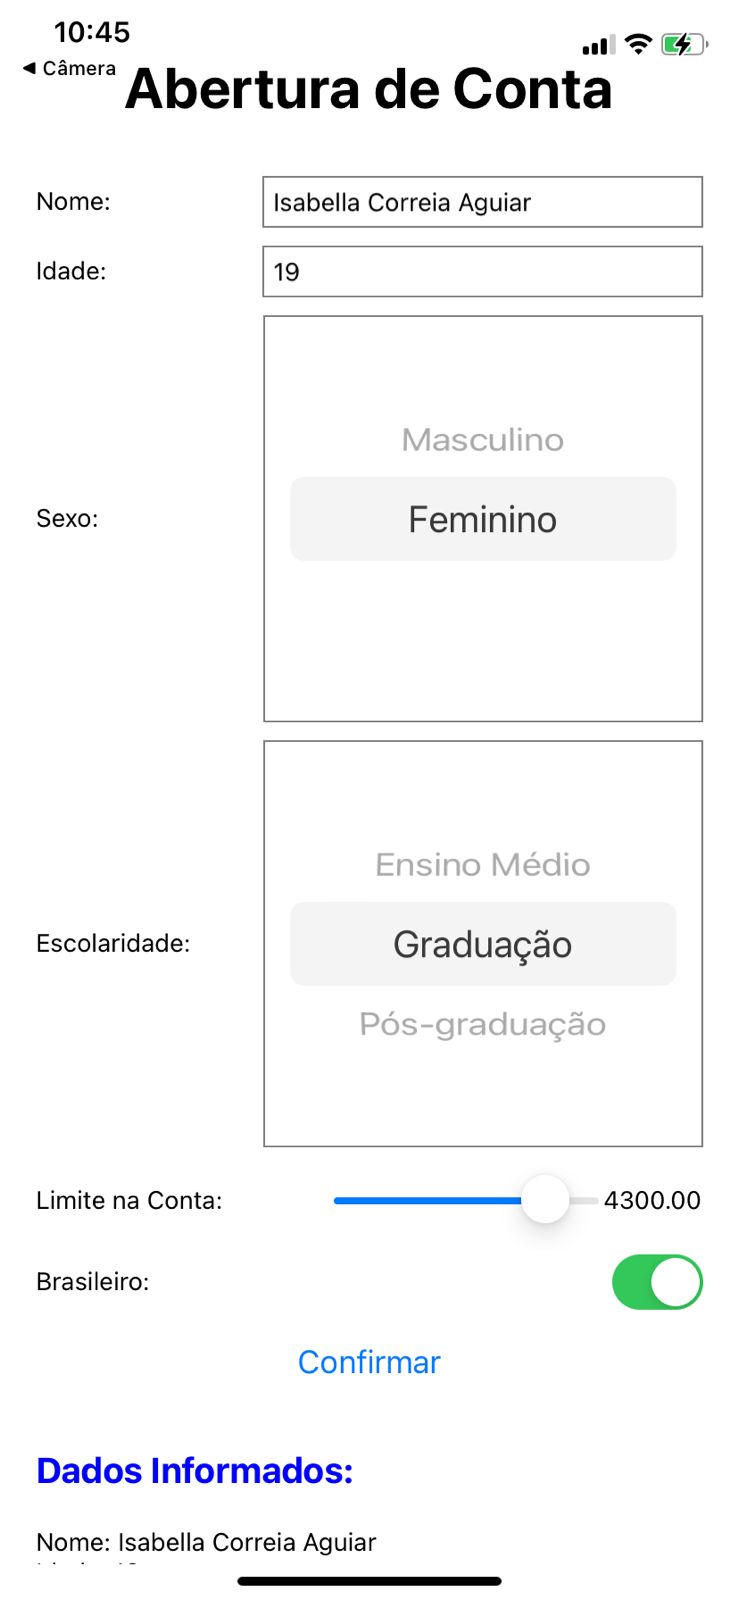 10:45
◀ Câmera
Abertura de Conta
Nome: Isabella Correia Aguiar
Idade: 19
Masculino
Sexo: Feminino
Ensino Médio
Escolaridade: Graduação
Pós-graduação
Limite na Conta: 4300.00
Brasileiro:
Confirmar
Dados Informados:
Nome: Isabella Correia Aguiar